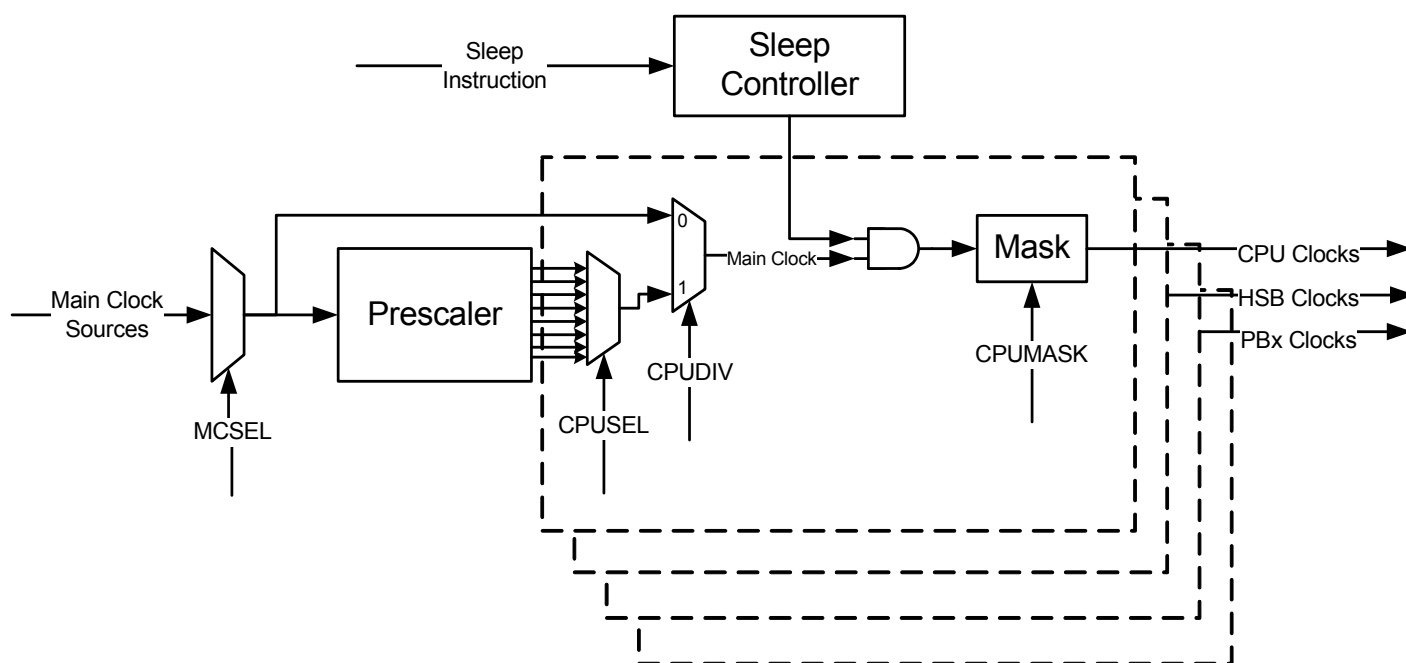 Sleep
Instruction
Sleep
Controller
0
Main Clock
Sources
Prescaler
1
Main Clock
Mask
CPU Clocks
HSB Clocks
PBx Clocks
MCSEL
CPUSEL
CPUDIV
CPUMASK